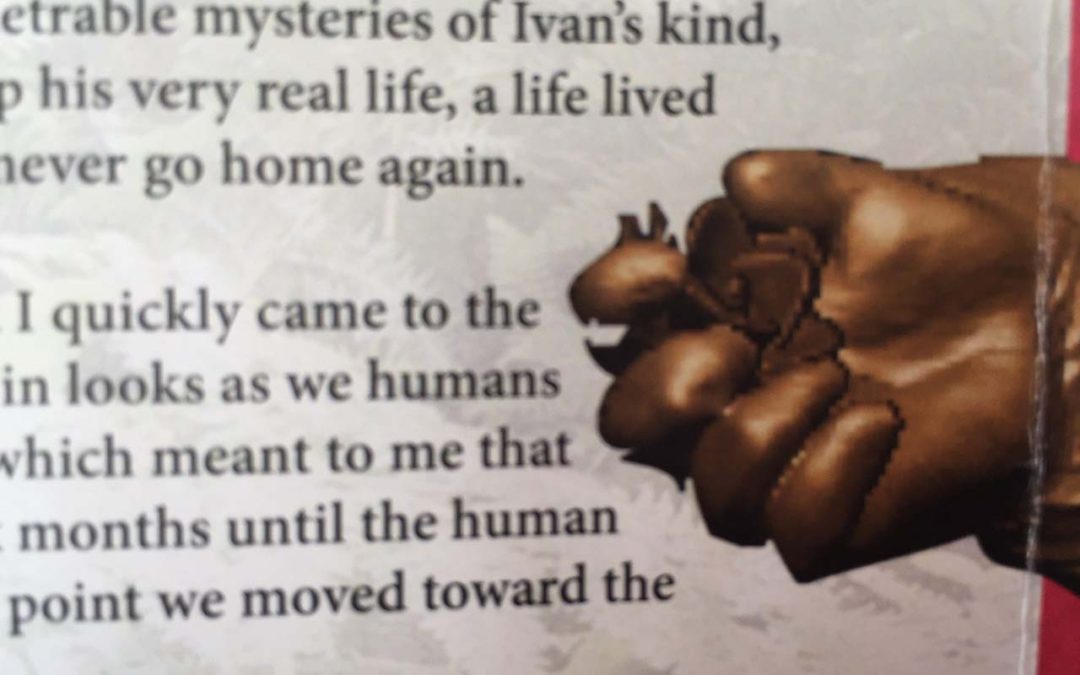 etrable mysteries of Ivan's kind,
p his very real life, a life lived
never go home again.
I quickly came to the
in looks as we humans
which meant to me that
months until the human
point we moved toward the